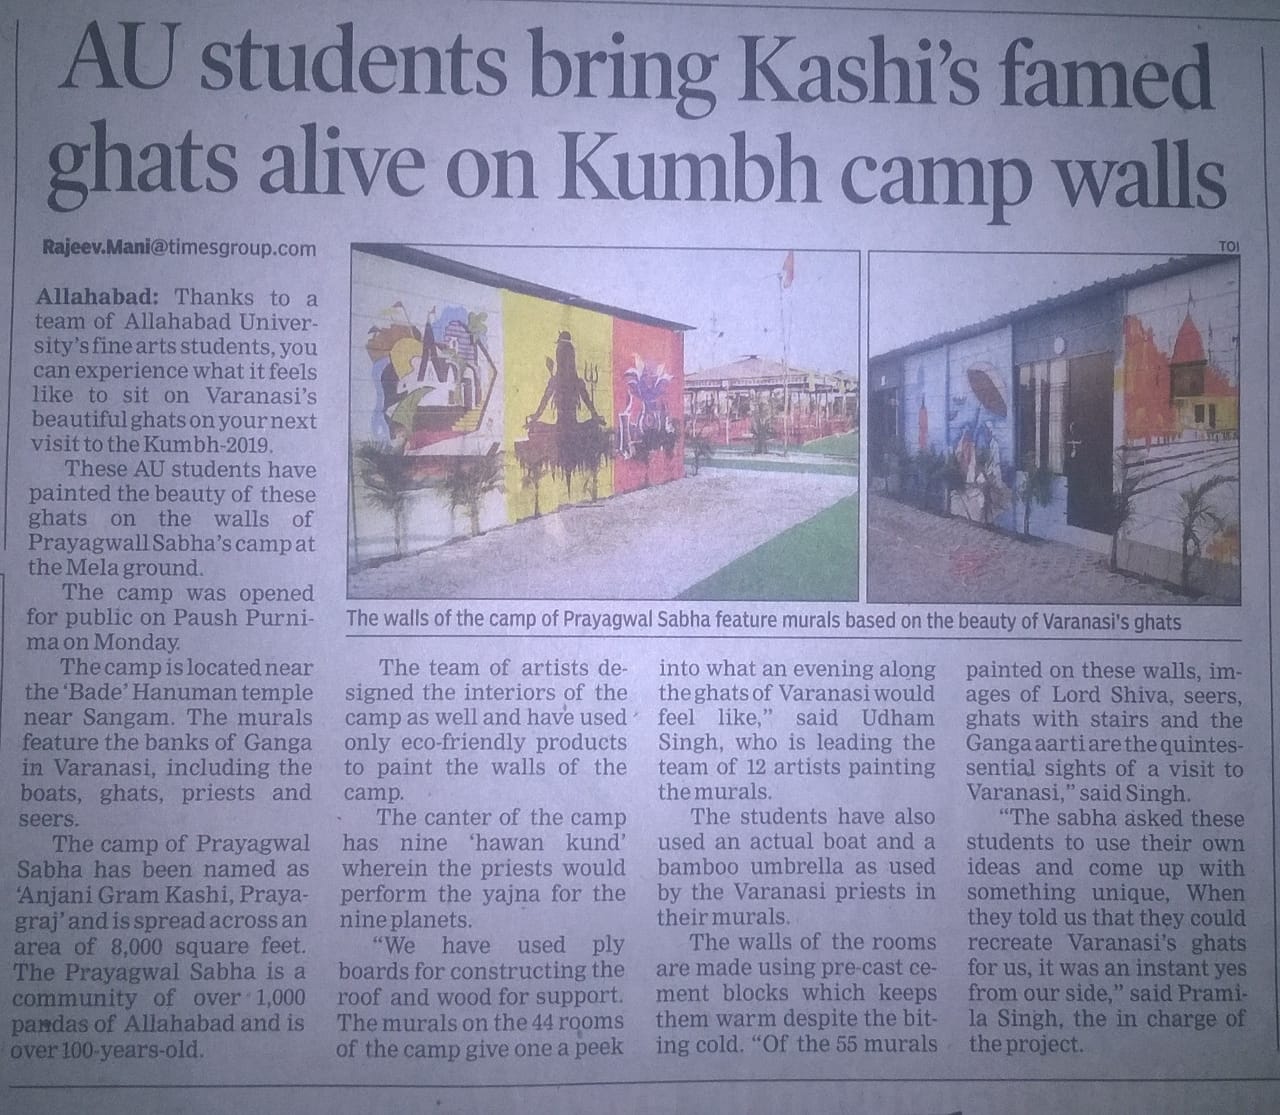 AU students bring Kashi's famed
ghats alive on Kumbh camp walls
Rajeev.Mani@timesgroup.com
Allahabad: Thanks to a
team of Allahabad Univer-
sity's fine arts students, you
can experience what it feels
like to sit on Varanasi's
beautiful ghats on your next
visit to the Kumbh-2019.
These AU students have
painted the beauty of these
ghats on the walls of
Prayagwall Sabha's camp at
the Mela ground.
The camp was opened
for public on Paush Purni-
ma on Monday.
The camp is located near
the 'Bade' Hanuman temple
near Sangam. The murals
feature the banks of Ganga
in Varanasi, including the
boats, ghats, priests and
seers.
The camp of Prayagwal
Sabha has been named as
'Anjani Gram Kashi, Praya-
graj' and is spread across an
area of 8,000 square feet.
The Prayagwal Sabha is a
community of over 1,000
pandas of Allahabad and is
over 100-years-old.
TOI
The walls of the camp of Prayagwal Sabha feature murals based on the beauty of Varanasi's ghats
The team of artists de-
signed the interiors of the
camp as well and have used
only eco-friendly products
to paint the walls of the
camp.
The canter of the camp
has nine 'hawan kund'
wherein the priests would
perform the yajna for the
nine planets.
"We have used ply
boards for constructing the
roof and wood for support.
The murals on the 44 rooms
of the camp give one a peek
into what an evening along
the ghats of Varanasi would
feel like," said Udham
Singh, who is leading the
team of 12 artists painting
the murals.
The students have also
used an actual boat and a
bamboo umbrella as used
by the Varanasi priests in
their murals.
The walls of the rooms
are made using pre-cast ce-
ment blocks which keeps
them warm despite the bit-
ing cold. "Of the 55 murals
painted on these walls, im-
ages of Lord Shiva, seers,
ghats with stairs and the
Ganga aarti are the quintes-
sential sights of a visit to
Varanasi," said Singh.
"The sabha asked these
students to use their own
ideas and come up with
something unique, When
they told us that they could
recreate Varanasi's ghats
for us, it was an instant yes
from our side," said Prami-
la Singh, the in charge of
the project.